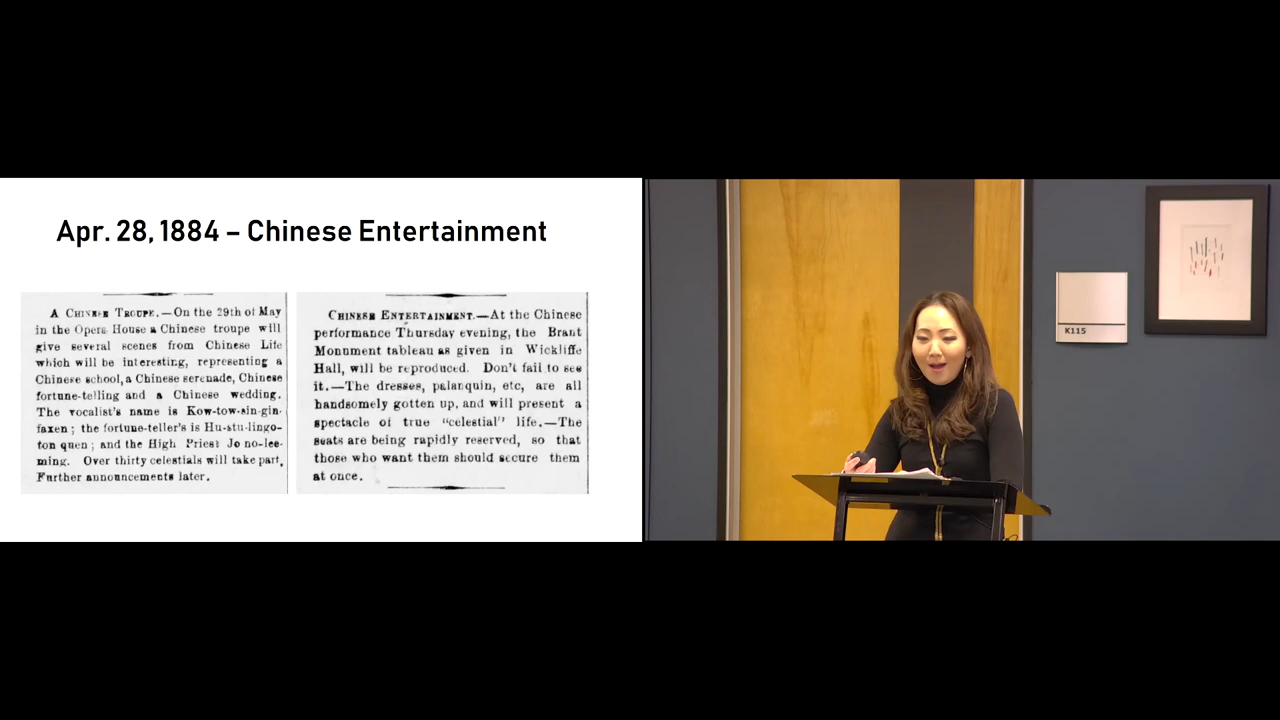 Apr. 28, 1884 – Chinese Entertainment
A CHINESE TROUPE.—On the 29th of May
in the Opera House a Chinese troupe will
give several scenes from Chinese Life
which will be interesting, representing a
Chinese school, a Chinese serenade, Chinese
fortune-telling and a Chinese wedding.
The vocalist's name is Kow-tow-sin-gin-
faxen; the fortune-teller's is Hu-stu-lingo-
ton quen; and the High Priest Jo no-lee-
ming. Over thirty celestials will take part.
Further announcements later.
CHINESE ENTERTAINMENT.—At the Chinese
performance Thursday evening, the Brant
Monument tableau as given in Wickliffe
Hall, will be reproduced. Don't fail to see
it.—The dresses, palanquin, etc, are all
handsomely gotten up, and will present a
spectacle of true "celestial" life.—The
seats are being rapidly reserved, so that
those who want them should secure them
at once.
K115